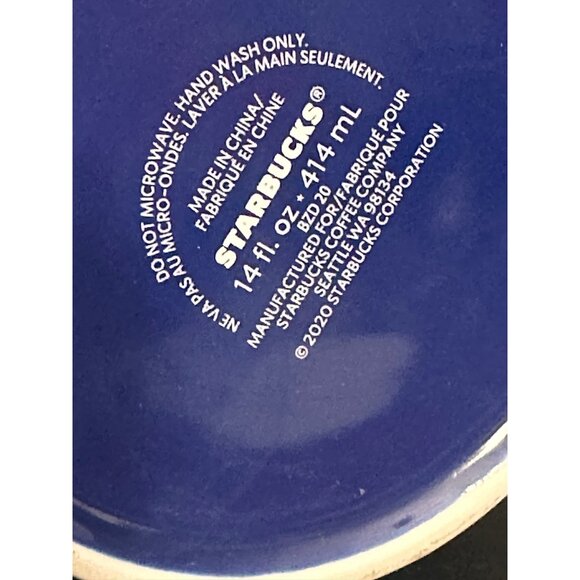 DO NOT MICROWAVE. HAND WASH ONLY.
NE VA PAS AU MICRO-ONDES. LAVER À LA MAIN SEULEMENT.
MADE IN CHINA/
FABRIQUÉ EN CHINE
STARBUCKS®
14 fl. oz • 414 mL
BZD 20
MANUFACTURED FOR/FABRIQUÉ POUR
STARBUCKS COFFEE COMPANY
SEATTLE WA 98134
© 2020 STARBUCKS CORPORATION